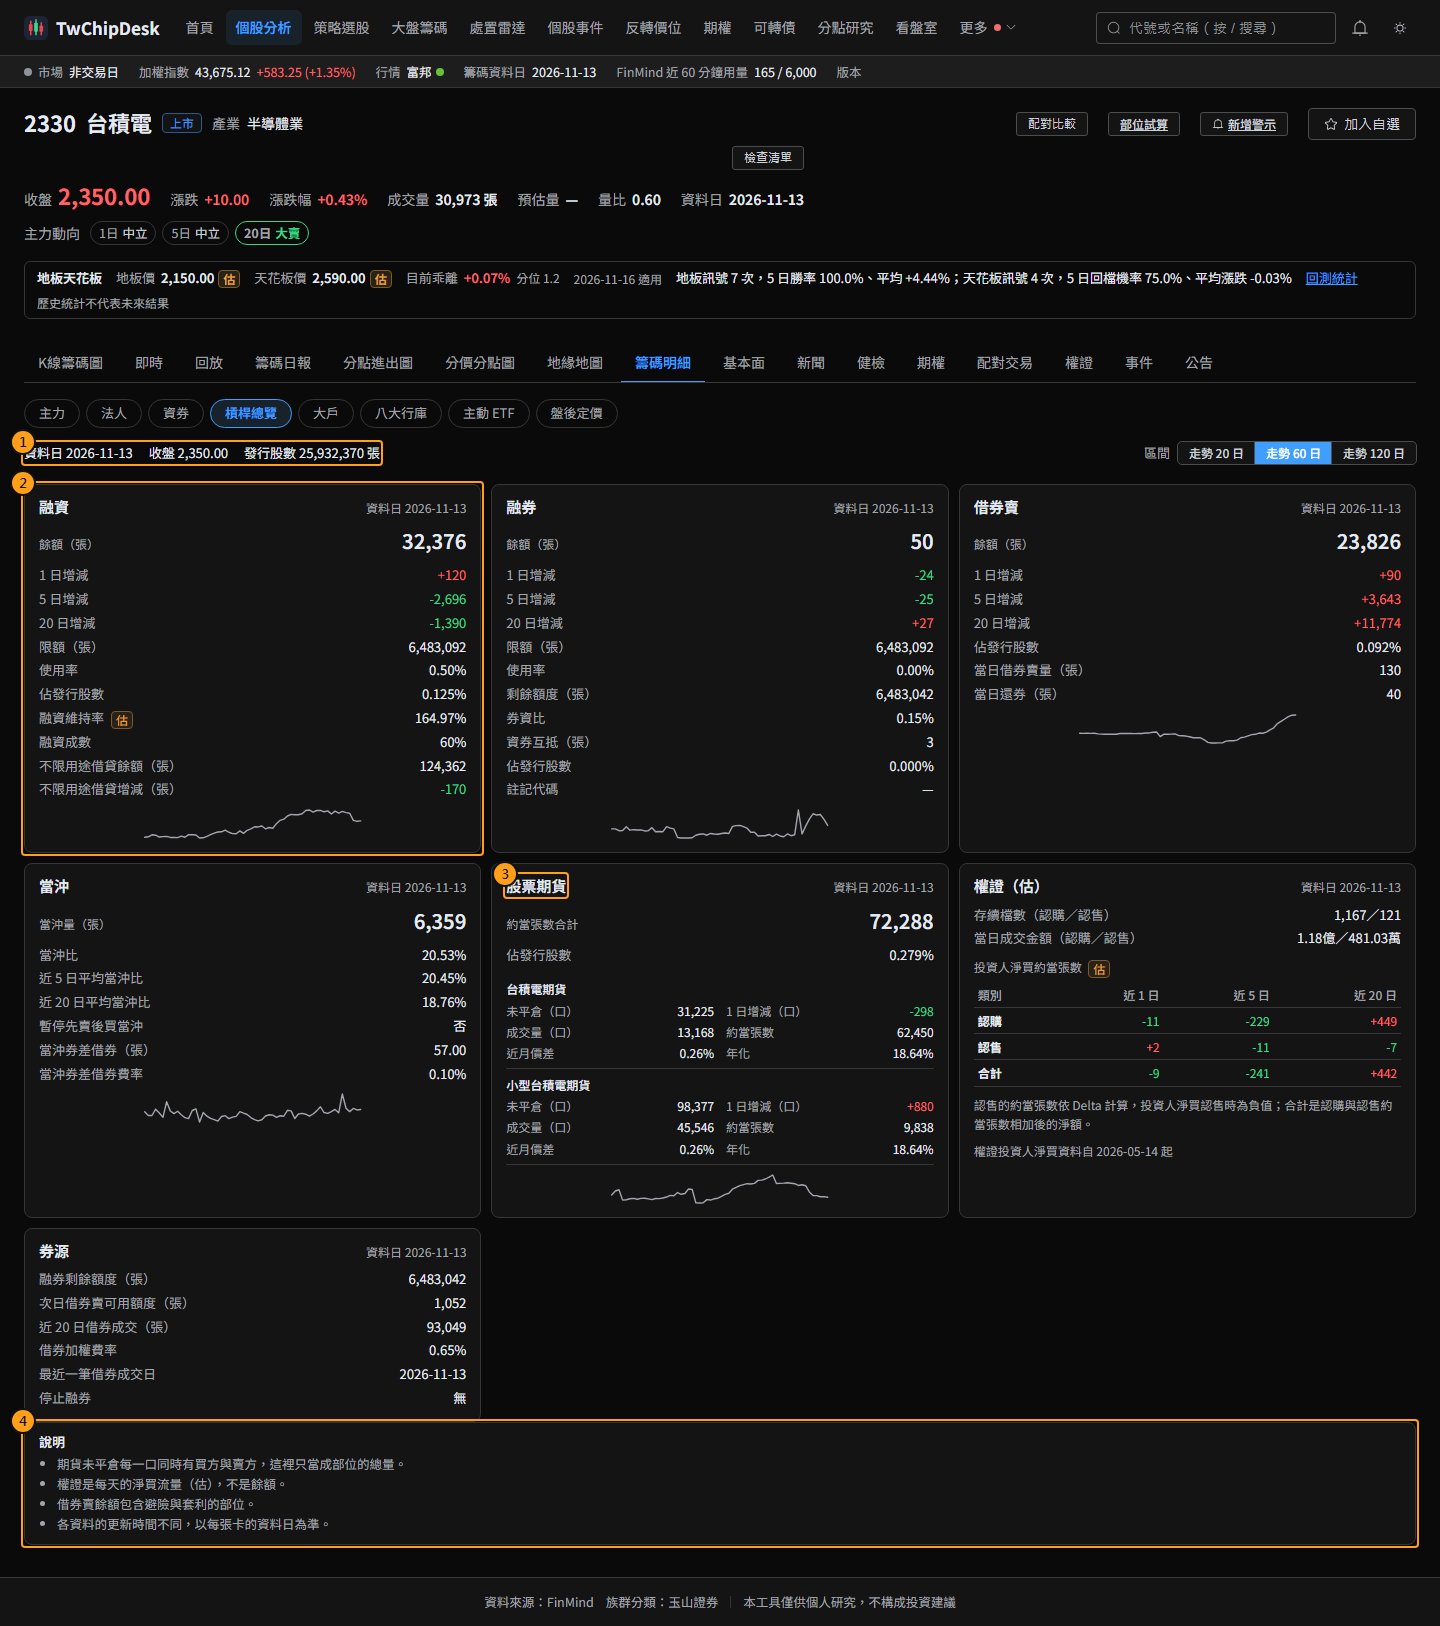 TwChipDesk 首頁 個股分析 策略選股 大盤籌碼 處置雷達 個股事件 反轉價位 期權 可轉債 分點研究 看盤室 更多 代號或名稱（按 / 搜尋）
市場 非交易日 加權指數 43,675.12 +583.25 (+1.35%) 行情 富邦 籌碼資料日 2026-11-13 FinMind 近 60 分鐘用量 165 / 6,000 版本
2330 台積電 上市 產業 半導體業 配對比較 部位試算 新增警示 加入自選
檢查清單
收盤 2,350.00 漲跌 +10.00 漲跌幅 +0.43% 成交量 30,973 張 預估量 — 量比 0.60 資料日 2026-11-13
主力動向 1日 中立 5日 中立 20日 大賣
地板天花板 地板價 2,150.00 估 天花板價 2,590.00 估 目前乖離 +0.07% 分位 1.2 2026-11-16 適用 地板訊號 7 次，5 日勝率 100.0%、平均 +4.44%；天花板訊號 4 次，5 日回檔機率 75.0%、平均漲跌 -0.03% 回測統計
歷史統計不代表未來結果
K線籌碼圖 即時 回放 籌碼日報 分點進出圖 分價分點圖 地緣地圖 籌碼明細 基本面 新聞 健檢 期權 配對交易 權證 事件 公告
主力 法人 資券 槓桿總覽 大戶 八大行庫 主動 ETF 盤後定價
1
資料日 2026-11-13 收盤 2,350.00 發行股數 25,932,370 張 區間 走勢 20 日 走勢 60 日 走勢 120 日
2
融資 資料日 2026-11-13
餘額（張） 32,376
1 日增減 +120
5 日增減 -2,696
20 日增減 -1,390
限額（張） 6,483,092
使用率 0.50%
佔發行股數 0.125%
融資維持率 估 164.97%
融資成數 60%
不限用途借貸餘額（張） 124,362
不限用途借貸增減（張） -170
融券 資料日 2026-11-13
餘額（張） 50
1 日增減 -24
5 日增減 -25
20 日增減 +27
限額（張） 6,483,092
使用率 0.00%
剩餘額度（張） 6,483,042
券資比 0.15%
資券互抵（張） 3
佔發行股數 0.000%
註記代碼 —
借券賣 資料日 2026-11-13
餘額（張） 23,826
1 日增減 +90
5 日增減 +3,643
20 日增減 +11,774
佔發行股數 0.092%
當日借券賣量（張） 130
當日還券（張） 40
當沖 資料日 2026-11-13
當沖量（張） 6,359
當沖比 20.53%
近 5 日平均當沖比 20.45%
近 20 日平均當沖比 18.76%
暫停先賣後買當沖 否
當沖券差借券（張） 57.00
當沖券差借券費率 0.10%
3
股票期貨 資料日 2026-11-13
約當張數合計 72,288
佔發行股數 0.279%
台積電期貨
未平倉（口） 31,225 1 日增減（口） -298
成交量（口） 13,168 約當張數 62,450
近月價差 0.26% 年化 18.64%
小型台積電期貨
未平倉（口） 98,377 1 日增減（口） +880
成交量（口） 45,546 約當張數 9,838
近月價差 0.26% 年化 18.64%
權證（估） 資料日 2026-11-13
存續檔數（認購／認售） 1,167／121
當日成交金額（認購／認售） 1.18億／481.03萬
投資人淨買約當張數 估
類別 近 1 日 近 5 日 近 20 日
認購 -11 -229 +449
認售 +2 -11 -7
合計 -9 -241 +442
認售的約當張數依 Delta 計算，投資人淨買認售時為負值；合計是認購與認售約
當張數相加後的淨額。
權證投資人淨買資料自 2026-05-14 起
券源 資料日 2026-11-13
融券剩餘額度（張） 6,483,042
次日借券賣可用額度（張） 1,052
近 20 日借券成交（張） 93,049
借券加權費率 0.65%
最近一筆借券成交日 2026-11-13
停止融券 無
4
說明
期貨未平倉每一口同時有買方與賣方，這裡只當成部位的總量。
權證是每天的淨買流量（估），不是餘額。
借券賣餘額包含避險與套利的部位。
各資料的更新時間不同，以每張卡的資料日為準。
資料來源：FinMind 族群分類：玉山證券 本工具僅供個人研究，不構成投資建議